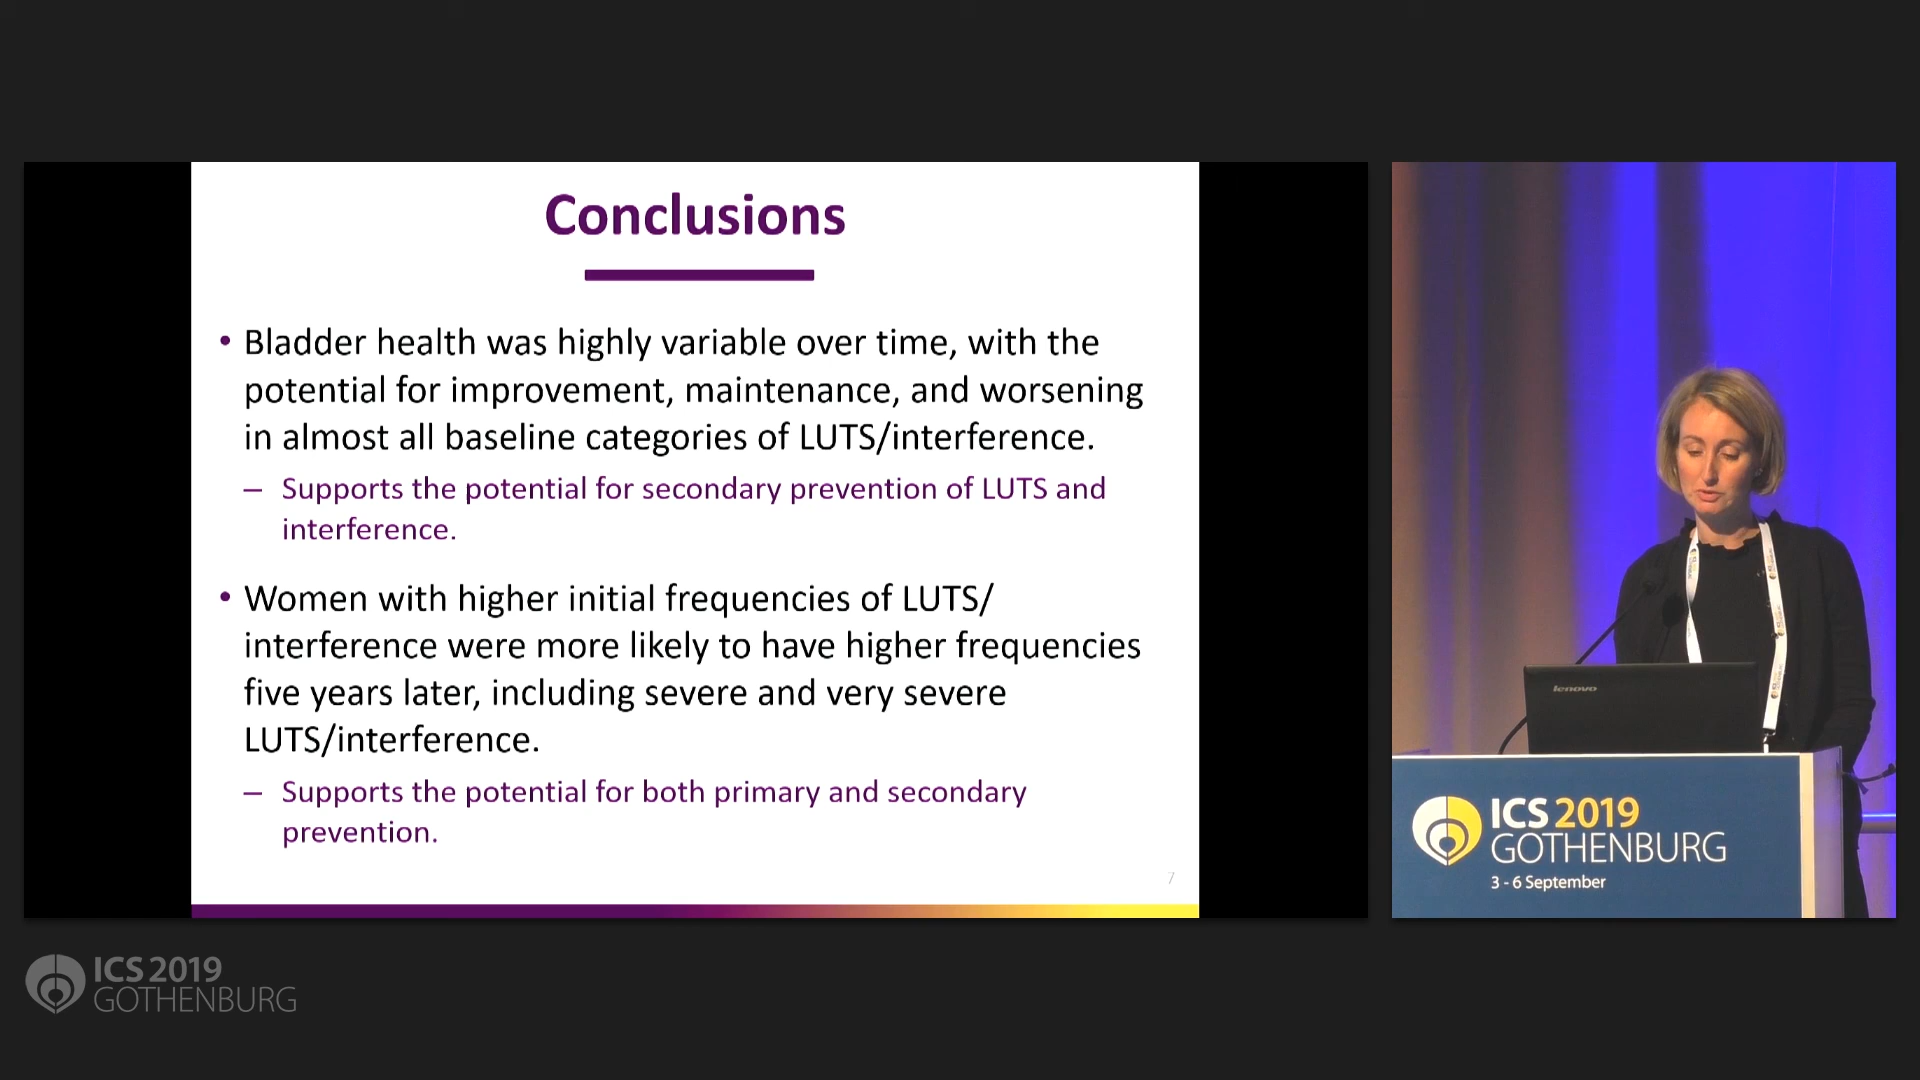 Conclusions
• Bladder health was highly variable over time, with the
potential for improvement, maintenance, and worsening
in almost all baseline categories of LUTS/interference.
– Supports the potential for secondary prevention of LUTS and
interference.
• Women with higher initial frequencies of LUTS/
interference were more likely to have higher frequencies
five years later, including severe and very severe
LUTS/interference.
– Supports the potential for both primary and secondary
prevention.
7
lenovo
ICS 2019
GOTHENBURG
3 - 6 September
ICS 2019
GOTHENBURG